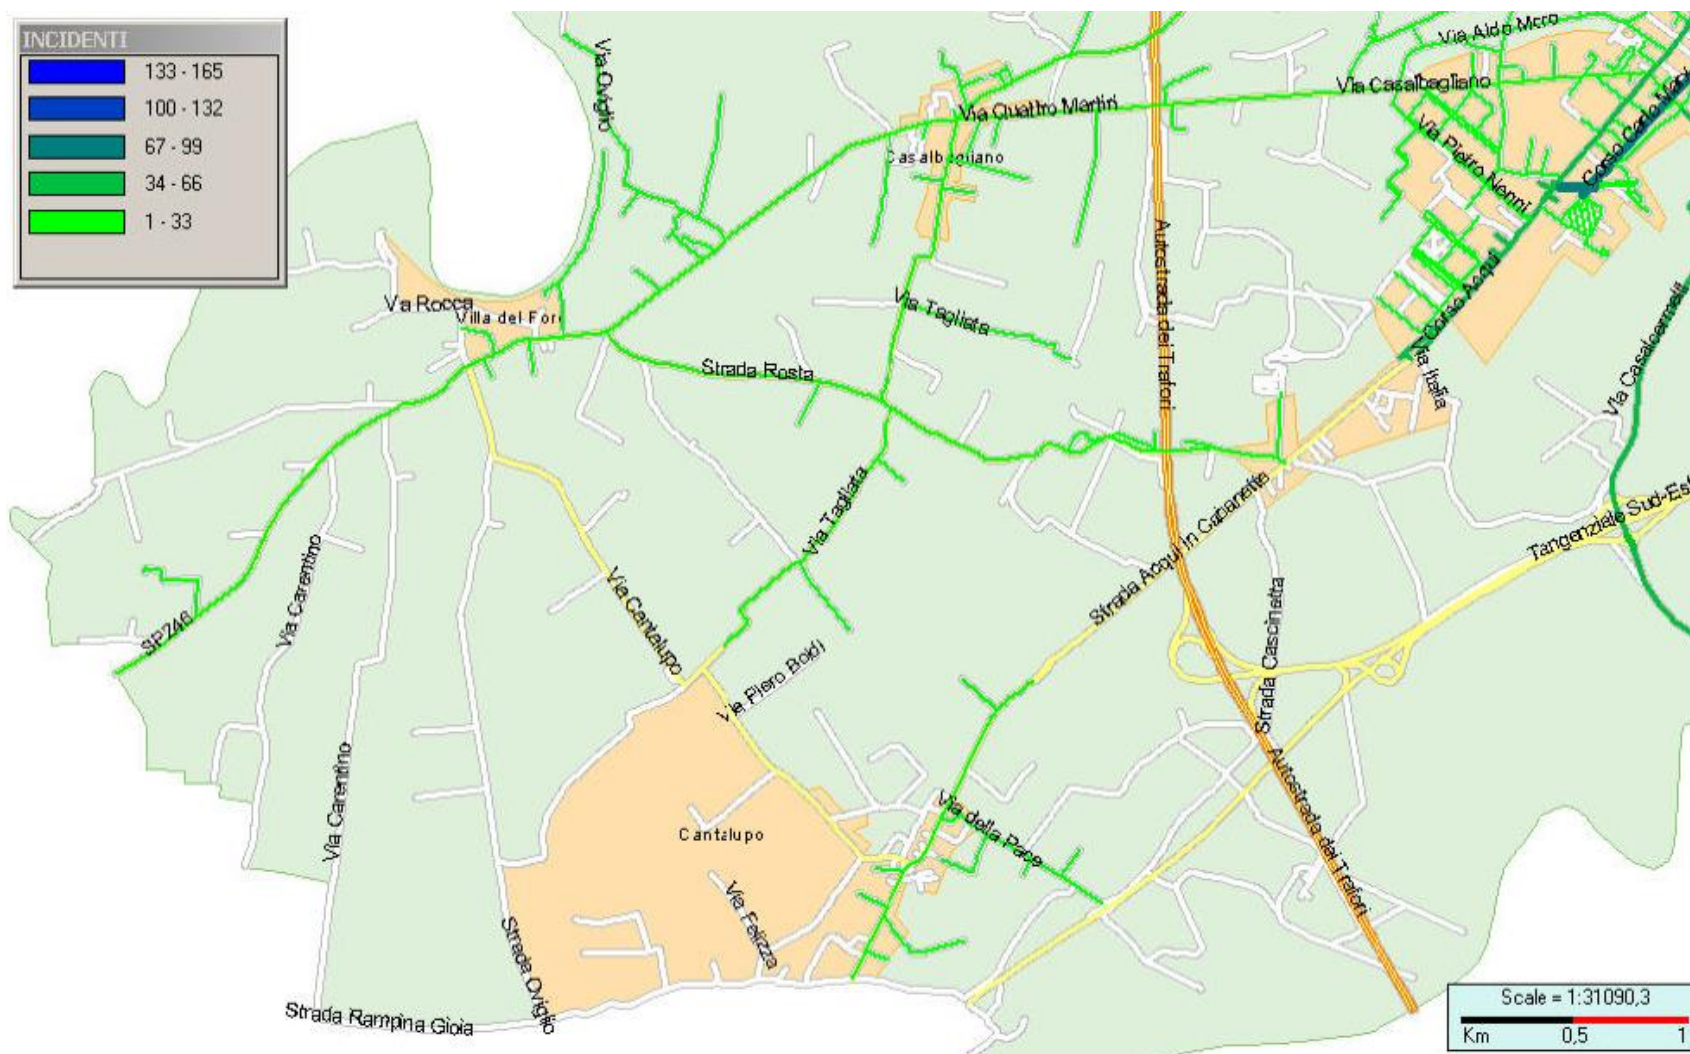 INCIDENTI
133 - 165
100 - 132
67 - 99
34 - 66
1 - 33
Via Oviglio
Via Aldo Moro
Via Casalbagliano
Via Quattro Martiri
Corso Carlo Marx
Via Pietro Nenni
Casalbagliano
Autostrada dei Trafori
Corso Acqui
Via Rocca
Villa del Foro
Via Tagliata
Via Casalcermelli
Via Italia
Strada Rosta
Via Tagliata
Strada Acqui in Cabanette
Tangenziale Sud-Est
Via Carentino
SP246
Via Cantalupo
Strada Cascinetta
Via Piero Boidi
Via Carentino
Autostrada dei Trafori
Via della Pace
Cantalupo
Via Felizza
Strada Oviglio
Strada Rampina Gioia
Scale = 1:31090,3
Km 0,5 1